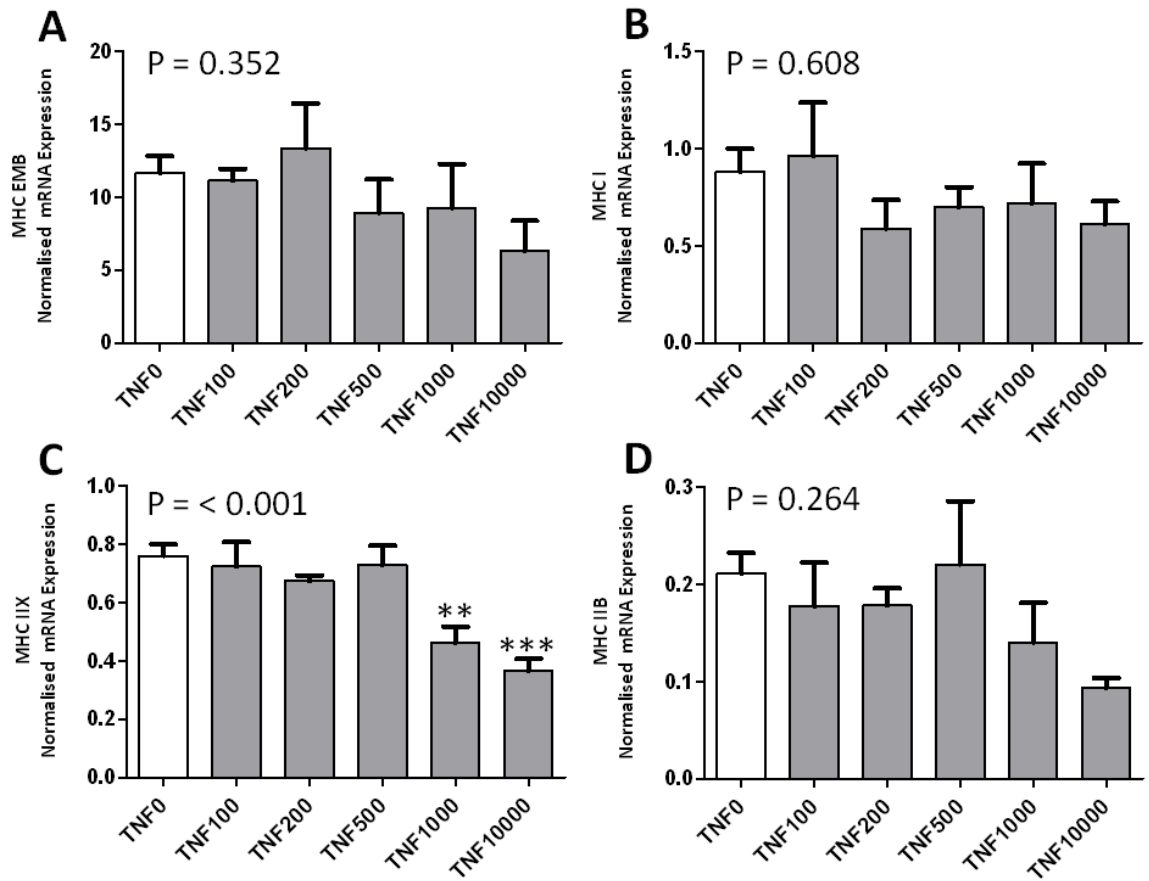 A
P = 0.352
MHC EMB
Normalised mRNA Expression
20
15
10
5
0
TNF0
TNF100
TNF200
TNF500
TNF1000
TNF10000
B
P = 0.608
MHC I
Normalised mRNA Expression
1.5
1.0
0.5
0.0
TNF0
TNF100
TNF200
TNF500
TNF1000
TNF10000
C
P = < 0.001
MHC IIX
Normalised mRNA Expression
1.0
0.8
0.6
0.4
0.2
0.0
**
***
TNF0
TNF100
TNF200
TNF500
TNF1000
TNF10000
D
P = 0.264
MHC IIB
Normalised mRNA Expression
0.3
0.2
0.1
0.0
TNF0
TNF100
TNF200
TNF500
TNF1000
TNF10000